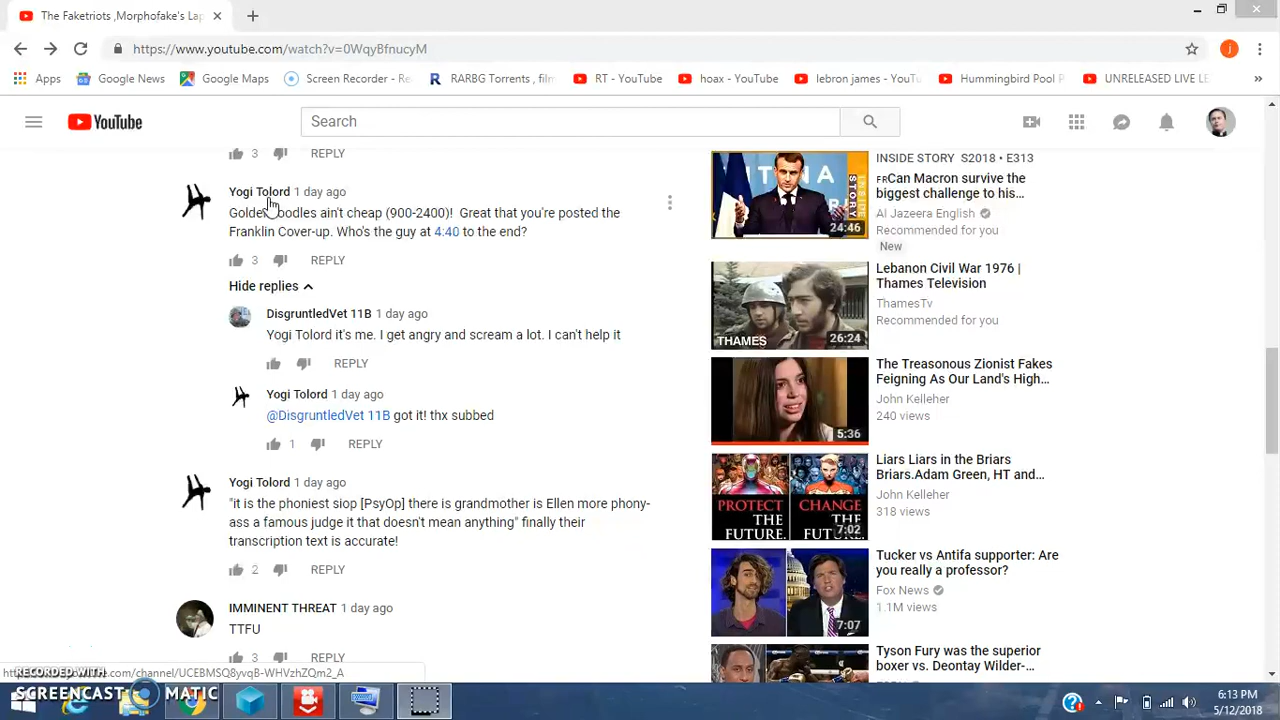 The Faketriots ,Morphofake's Lap
https://www.youtube.com/watch?v=0WqyBfnucyM
Apps
Google News
Google Maps
Screen Recorder - Re
RARBG Torrents , film
RT - YouTube
hoax - YouTube
lebron james - YouTu
Hummingbird Pool P
UNRELEASED LIVE LE
YouTube
Search
3 REPLY
Yogi Tolord 1 day ago
ain't cheap (900-2400)! Great that you're posted the
Franklin Cover-up. Who's the guy at 4:40 to the end?
3 REPLY
Hide replies
DisgruntledVet 11B 1 day ago
Yogi Tolord it's me. I get angry and scream a lot. I can't help it
REPLY
Yogi Tolord 1 day ago
@DisgruntledVet 11B got it! thx subbed
1 REPLY
Yogi Tolord 1 day ago
"it is the phoniest siop [PsyOp] there is grandmother is Ellen more phony-
ass a famous judge it that doesn't mean anything" finally their
transcription text is accurate!
2 REPLY
IMMINENT THREAT 1 day ago
TTFU
3 REPLY
INSIDE STORY S2018 • E313
FRCan Macron survive the
biggest challenge to his...
Al Jazeera English
Recommended for you
New
INSIDE STORY
24:46
Lebanon Civil War 1976 |
Thames Television
ThamesTv
Recommended for you
THAMES
26:24
The Treasonous Zionist Fakes
Feigning As Our Land's High...
John Kelleher
240 views
5:36
Liars Liars in the Briars
Briars.Adam Green, HT and...
John Kelleher
318 views
PROTECT THE FUTURE.
CHANGE THE FUTURE.
7:02
Tucker vs Antifa supporter: Are
you really a professor?
Fox News
1.1M views
7:07
Tyson Fury was the superior
boxer vs. Deontay Wilder-...
channel/UCEBMSQ8yvqB-WHVzhZQm2_A
RECORDED WITH
SCREENCAST MATIC
6:13 PM
5/12/2018